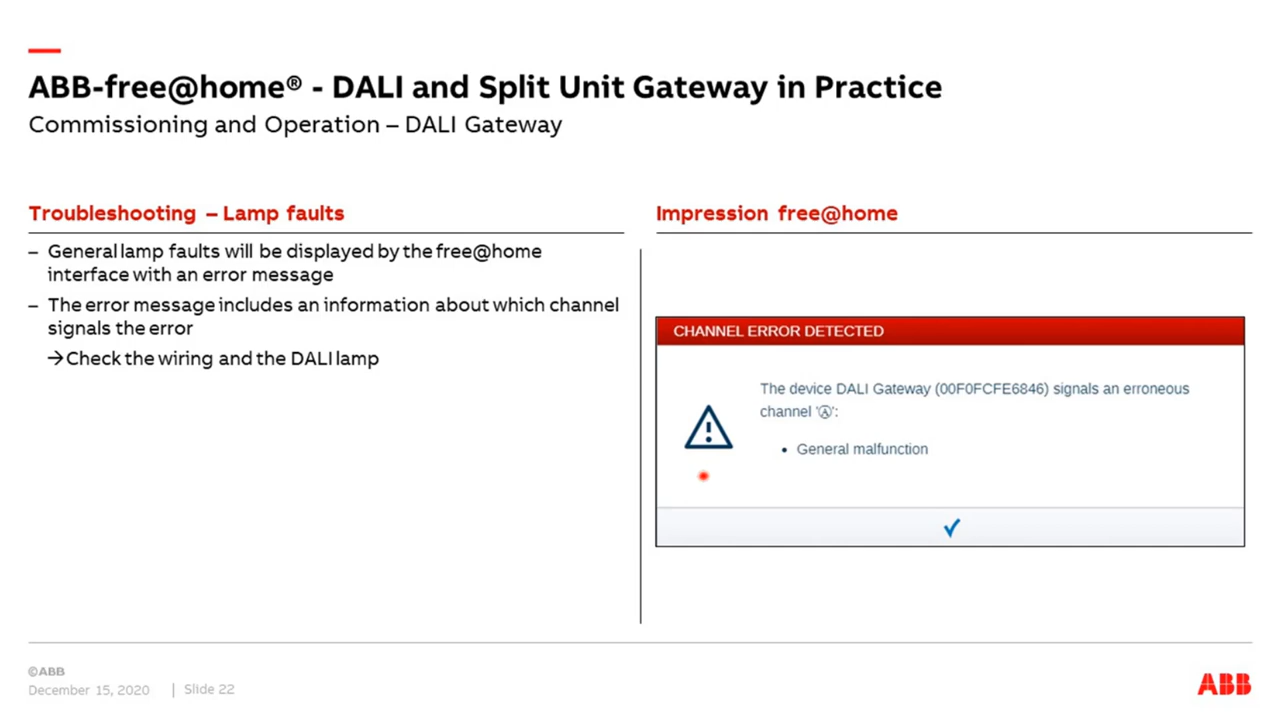 ABB-free@home® - DALI and Split Unit Gateway in Practice
Commissioning and Operation – DALI Gateway
Troubleshooting – Lamp faults
– General lamp faults will be displayed by the free@home
interface with an error message
– The error message includes an information about which channel
signals the error
→Check the wiring and the DALI lamp
Impression free@home
CHANNEL ERROR DETECTED
The device DALI Gateway (00F0FCFE6846) signals an erroneous
channel 'Ⓐ':
• General malfunction
©ABB
December 15, 2020 | Slide 22
ABB